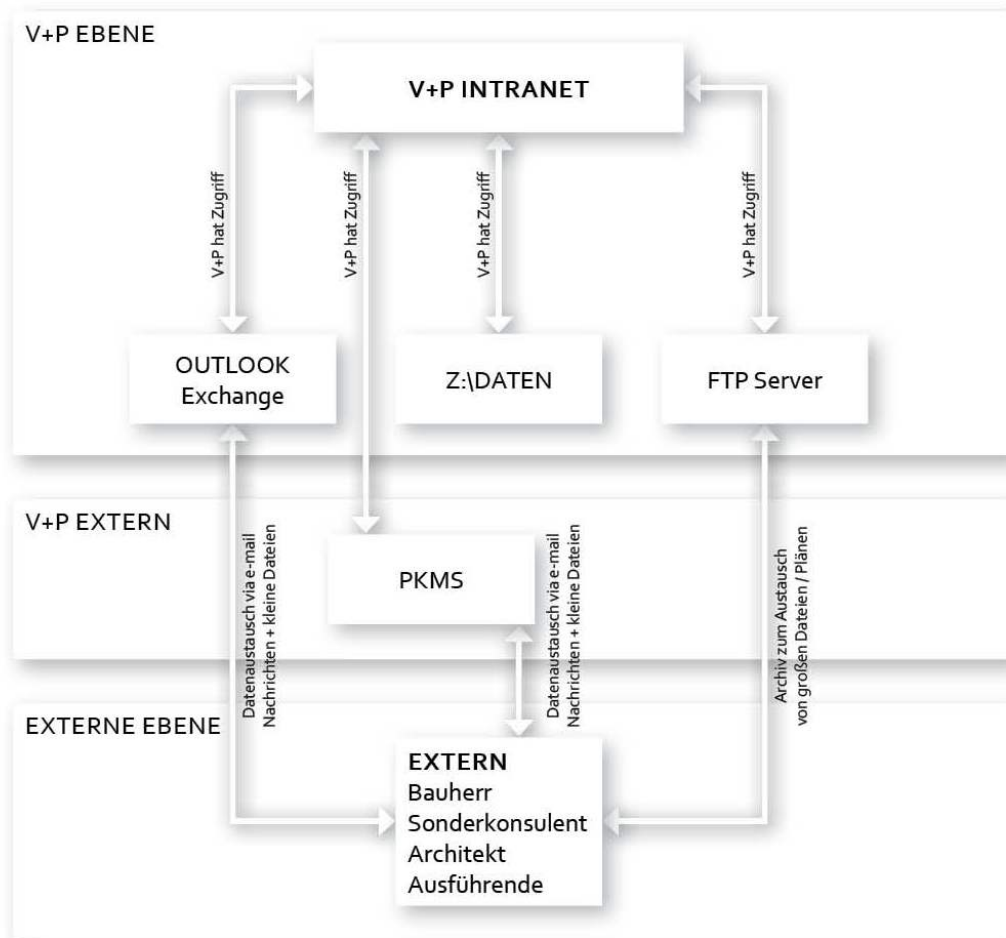 V+P EBENE
V+P INTRANET
V+P hat Zugriff
V+P hat Zugriff
V+P hat Zugriff
V+P hat Zugriff
OUTLOOK
Exchange
Z:\DATEN
FTP Server
V+P EXTERN
PKMS
Datenaustausch via e-mail
Nachrichten + kleine Dateien
Datenaustausch via e-mail
Nachrichten + kleine Dateien
Archiv zum Austausch
von großen Dateien / Plänen
EXTERNE EBENE
EXTERN
Bauherr
Sonderkonsulent
Architekt
Ausführende